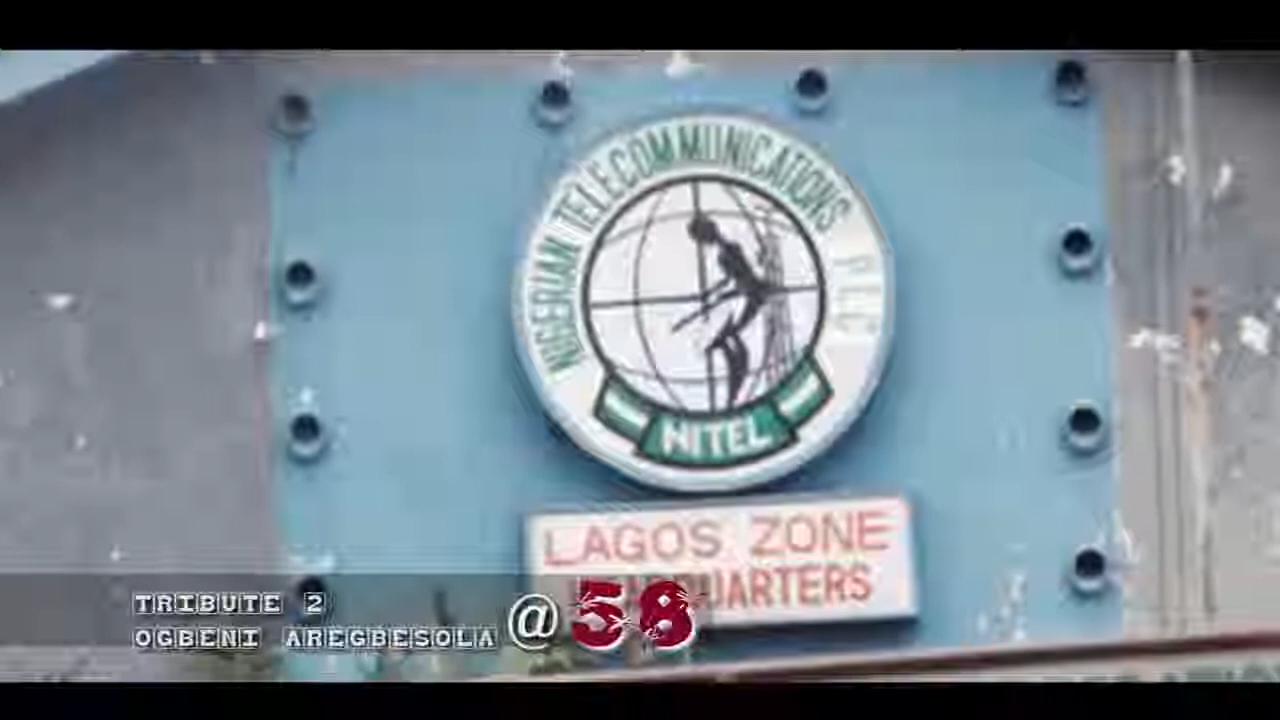 NIGERIAN TELECOMMUNICATIONS PLC
NITEL
LAGOS ZONE
HEADQUARTERS
TRIBUTE 2
OGBENI AREGBESOLA @ 58